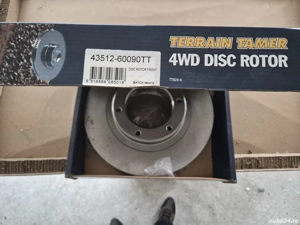 TERRAIN TAMER
43512-60090TT
4WD DISC ROTOR
DISC ROTOR FRONT